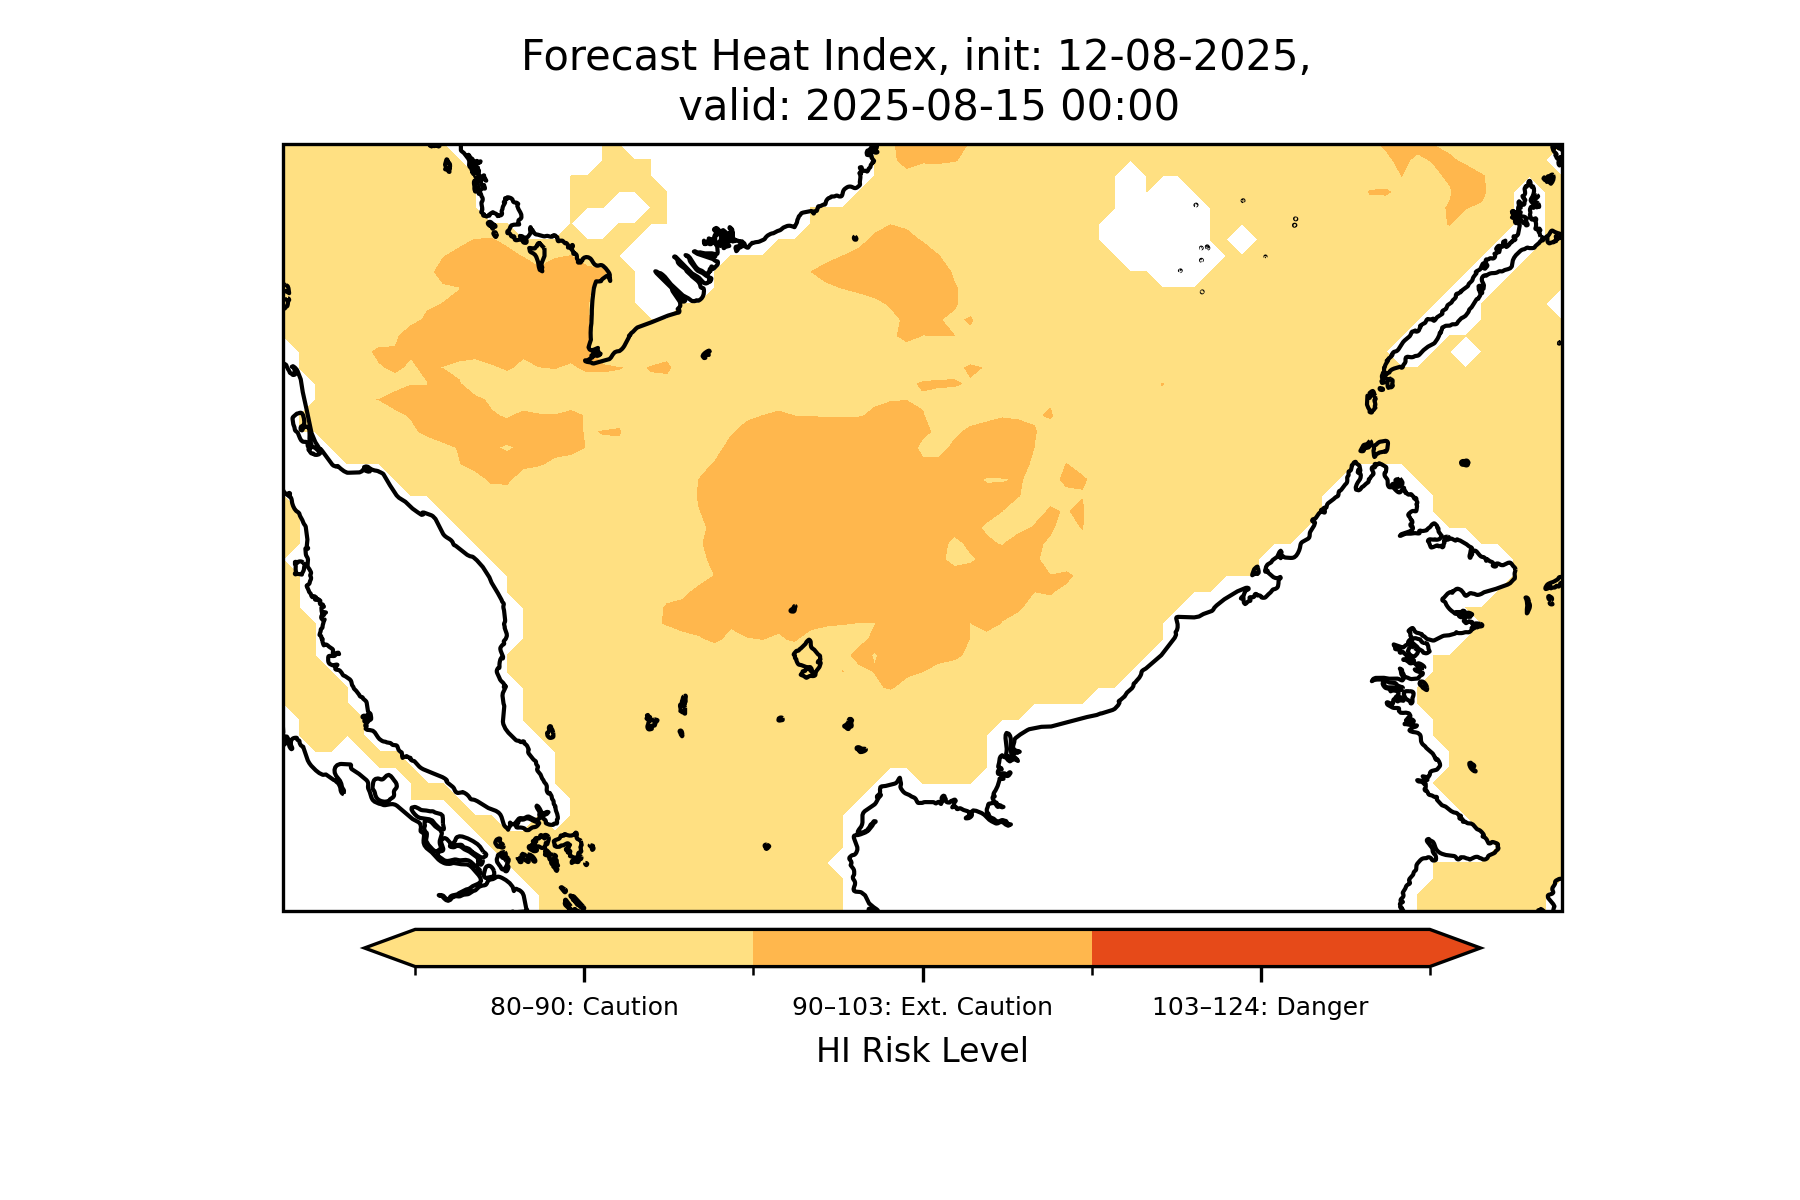 Forecast Heat Index, init: 12-08-2025,
valid: 2025-08-15 00:00
80–90: Caution
90–103: Ext. Caution
103–124: Danger
HI Risk Level